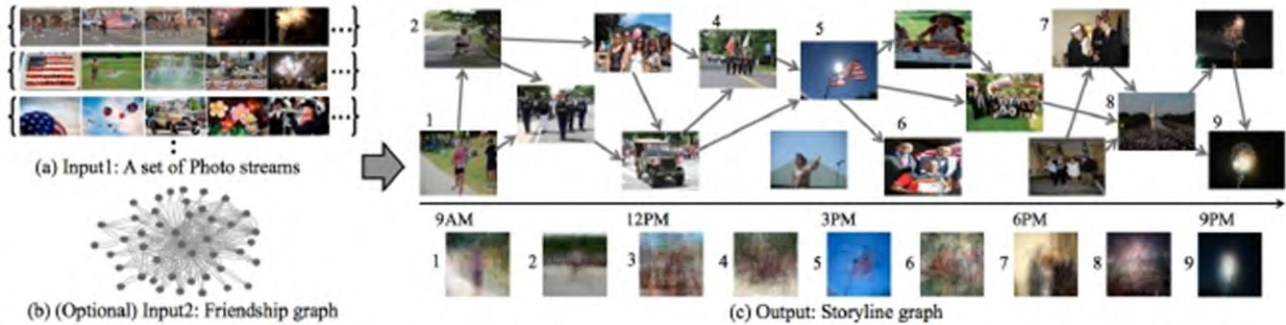 (a) Input1: A set of Photo streams
(b) (Optional) Input2: Friendship graph
2
4
5
7
1
6
8
9
9AM 12PM 3PM 6PM 9PM
1 2 3 4 5 6 7 8 9
(c) Output: Storyline graph